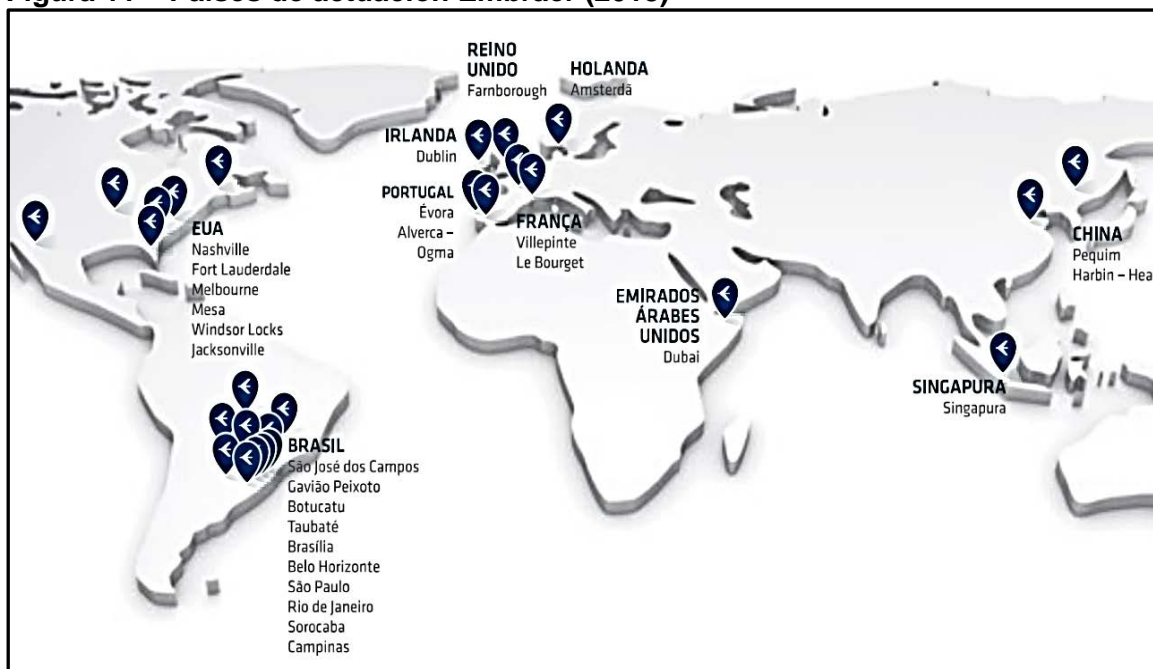 REINO
UNIDO
Farnborough
HOLANDA
Amsterdã
IRLANDA
Dublin
PORTUGAL
Évora
Alverca –
Ogma
FRANÇA
Villepinte
Le Bourget
EUA
Nashville
Fort Lauderdale
Melbourne
Mesa
Windsor Locks
Jacksonville
EMIRADOS
ÁRABES
UNIDOS
Dubai
CHINA
Pequim
Harbin – Hea
SINGAPURA
Singapura
BRASIL
São José dos Campos
Gavião Peixoto
Botucatu
Taubaté
Brasília
Belo Horizonte
São Paulo
Rio de Janeiro
Sorocaba
Campinas